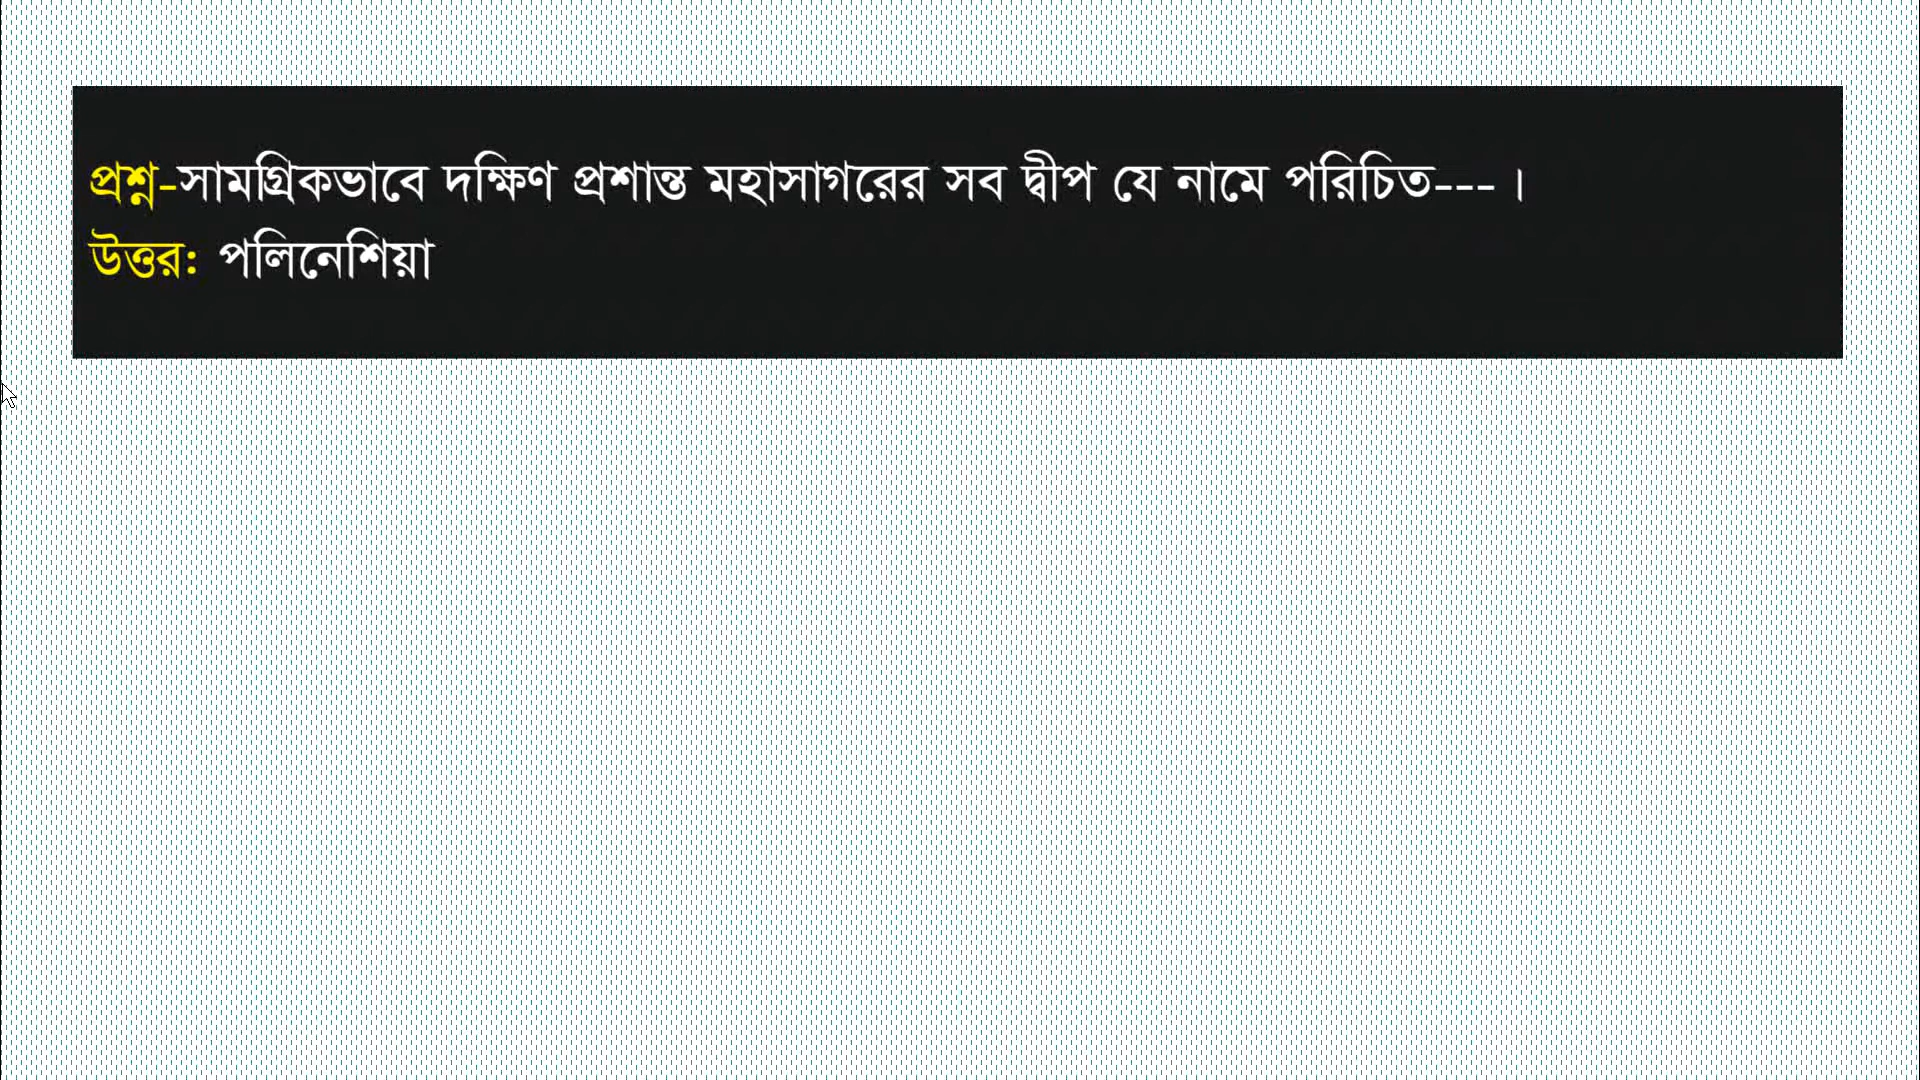 প্রশ্ন-সামগ্রিকভাবে দক্ষিণ প্রশান্ত মহাসাগরের সব দ্বীপ যে নামে পরিচিত--- ।
উত্তর: পলিনেশিয়া